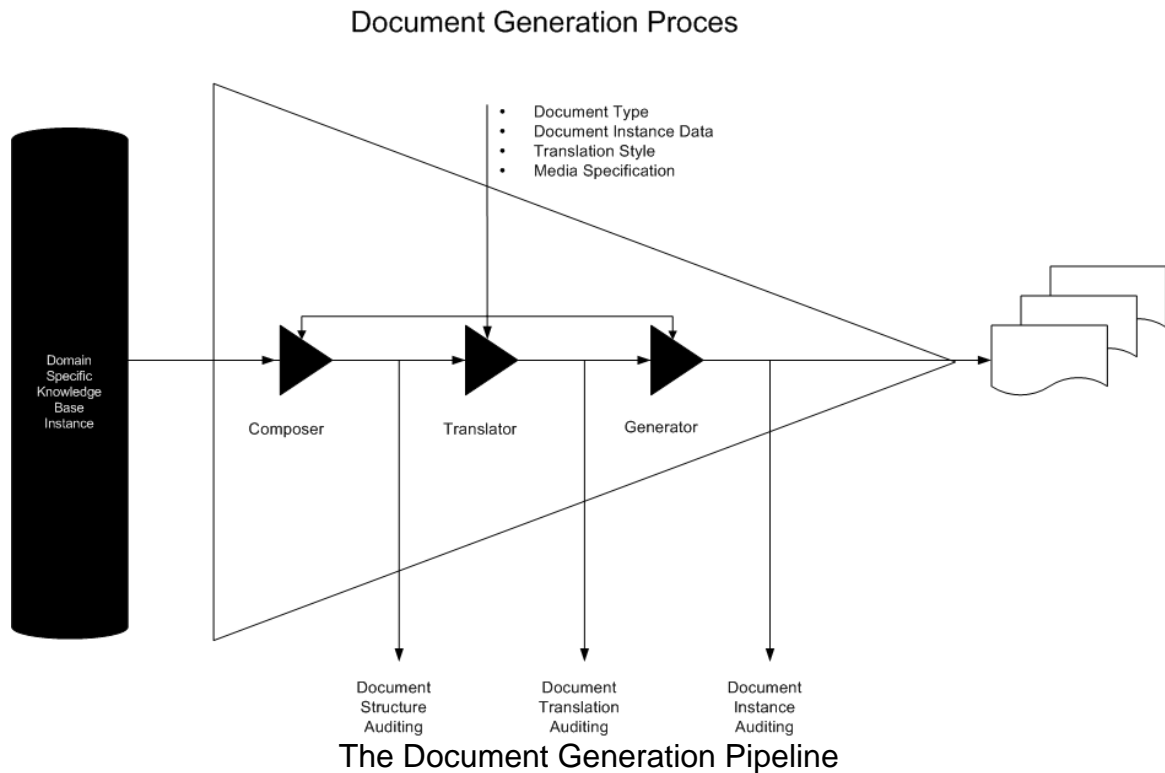 Document Generation Proces
• Document Type
• Document Instance Data
• Translation Style
• Media Specification
Domain
Specific
Knowledge
Base
Instance
Composer
Translator
Generator
Document
Structure
Auditing
Document
Translation
Auditing
Document
Instance
Auditing
The Document Generation Pipeline